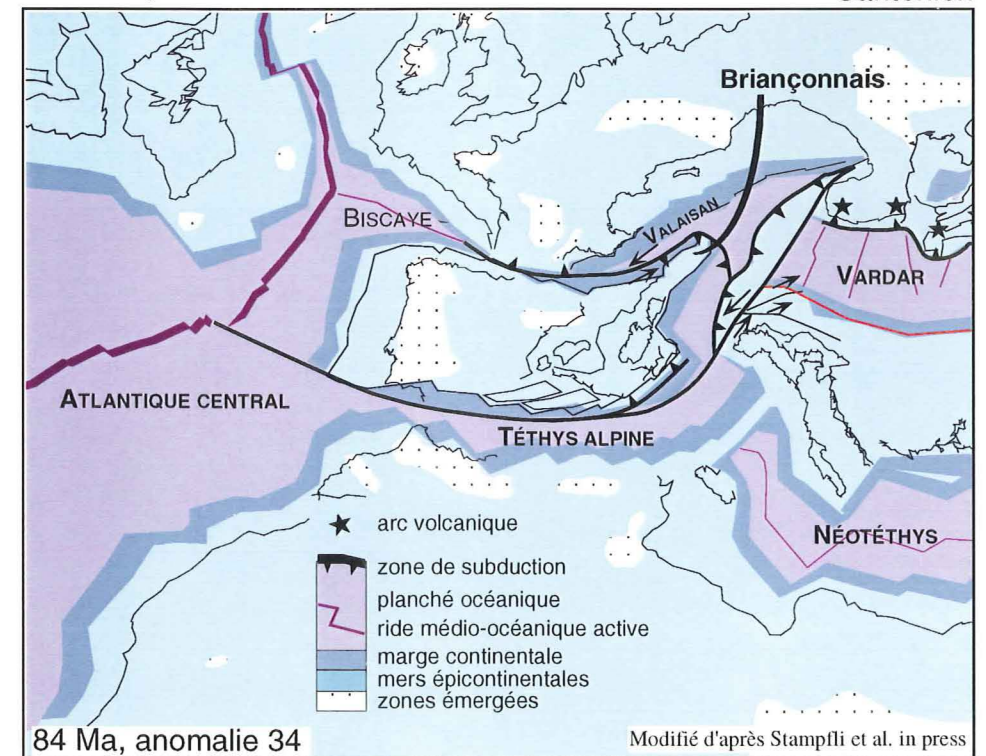 Briançonnais
BISCAYE
VALAISAN
VARDAR
ATLANTIQUE CENTRAL
TÉTHYS ALPINE
NÉOTÉTHYS
arc volcanique
zone de subduction
planché océanique
ride médio-océanique active
marge continentale
mers épicontinentales
zones émergées
84 Ma, anomalie 34
Modifié d'après Stampfli et al. in press